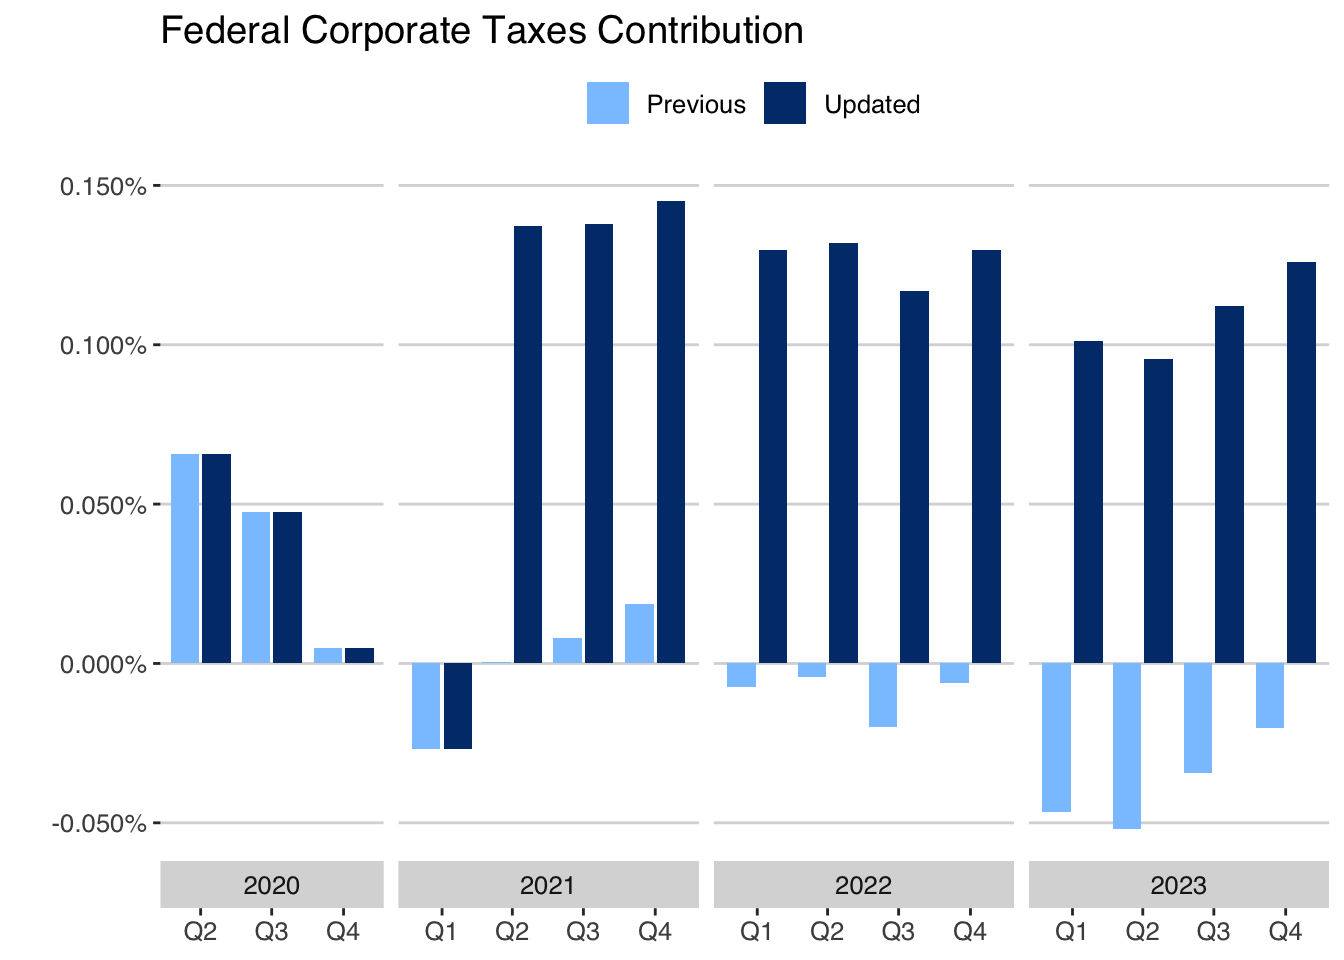 Federal Corporate Taxes Contribution
Previous Updated
0.150%
0.100%
0.050%
0.000%
-0.050%
2020 2021 2022 2023
Q2 Q3 Q4 Q1 Q2 Q3 Q4 Q1 Q2 Q3 Q4 Q1 Q2 Q3 Q4